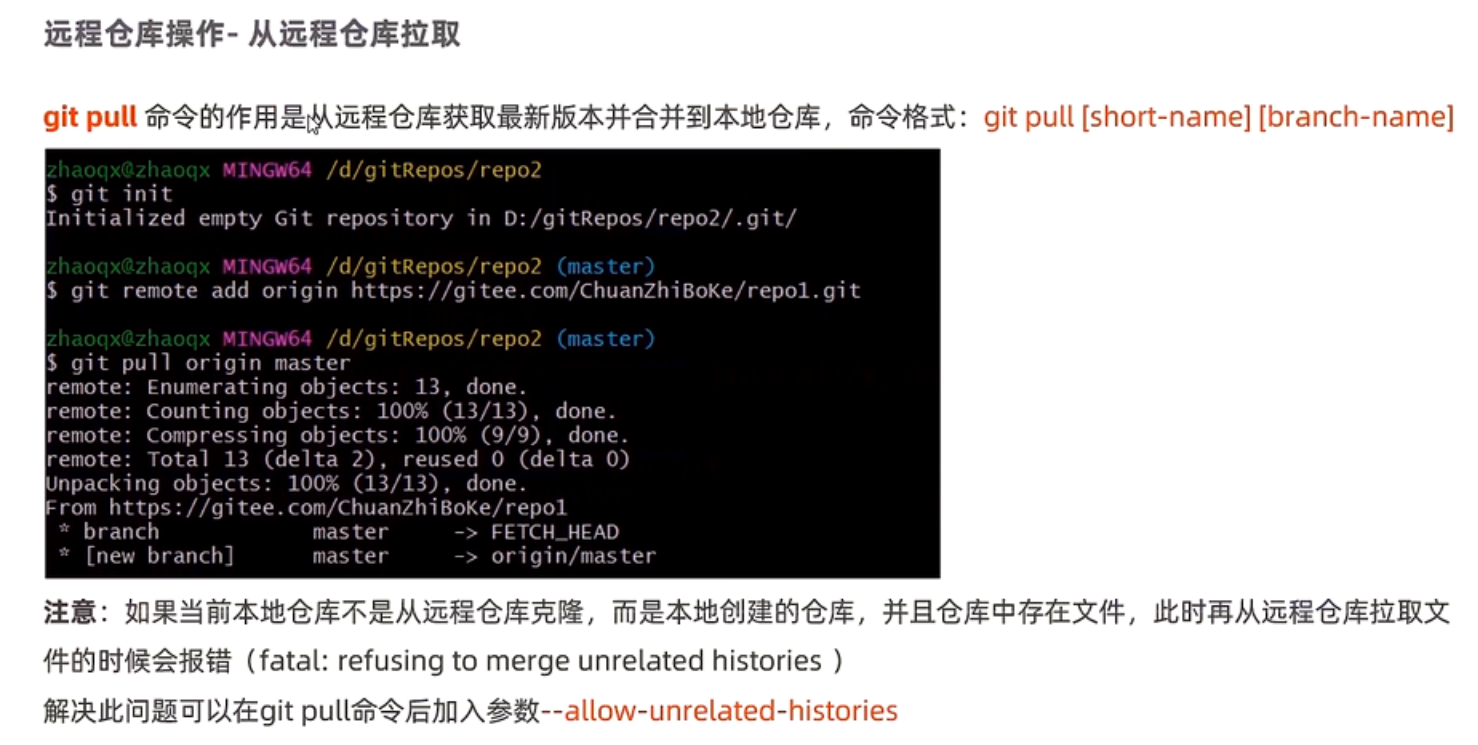 远程仓库操作- 从远程仓库拉取
git pull 命令的作用是从远程仓库获取最新版本并合并到本地仓库，命令格式：git pull [short-name] [branch-name]
zhaoqx@zhaoqx MINGW64 /d/gitRepos/repo2
$ git init
Initialized empty Git repository in D:/gitRepos/repo2/.git/
zhaoqx@zhaoqx MINGW64 /d/gitRepos/repo2 (master)
$ git remote add origin https://gitee.com/ChuanZhiBoKe/repo1.git
zhaoqx@zhaoqx MINGW64 /d/gitRepos/repo2 (master)
$ git pull origin master
remote: Enumerating objects: 13, done.
remote: Counting objects: 100% (13/13), done.
remote: Compressing objects: 100% (9/9), done.
remote: Total 13 (delta 2), reused 0 (delta 0)
Unpacking objects: 100% (13/13), done.
From https://gitee.com/ChuanZhiBoKe/repo1
 * branch            master     -> FETCH_HEAD
 * [new branch]      master     -> origin/master
注意：如果当前本地仓库不是从远程仓库克隆，而是本地创建的仓库，并且仓库中存在文件，此时再从远程仓库拉取文
件的时候会报错（fatal: refusing to merge unrelated histories ）
解决此问题可以在git pull命令后加入参数--allow-unrelated-histories